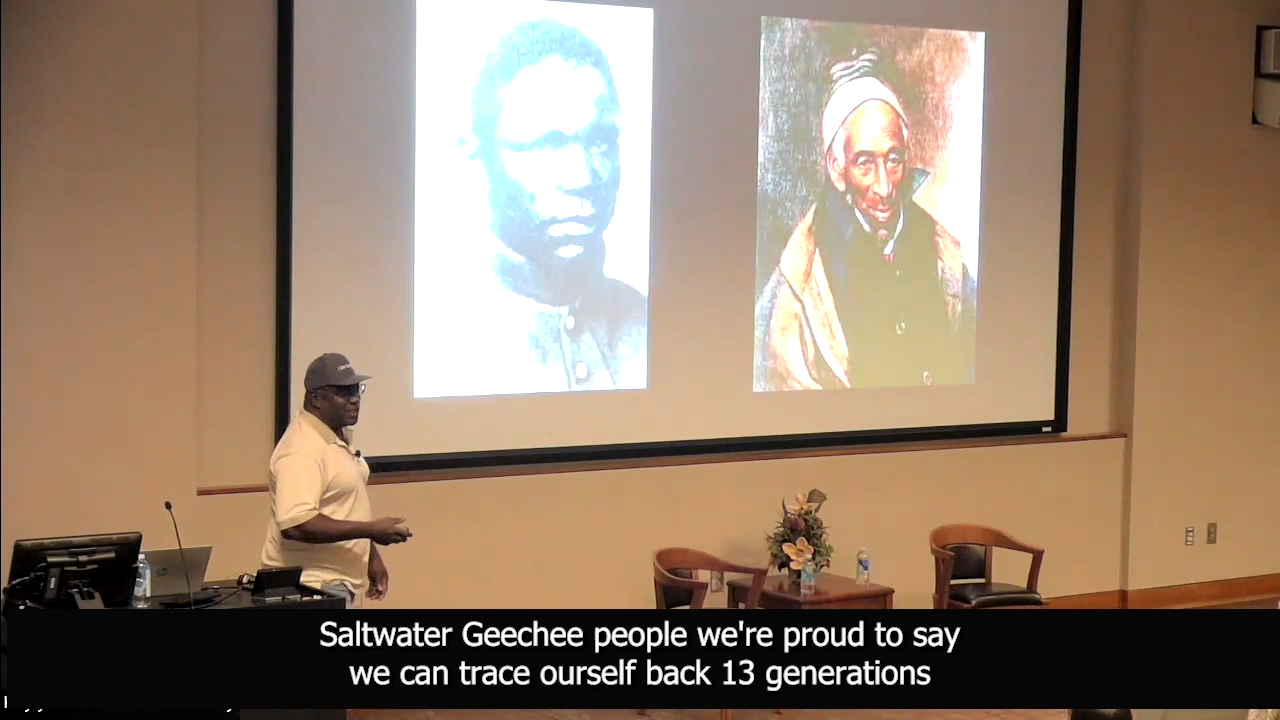 Saltwater Geechee people we're proud to say
we can trace ourself back 13 generations